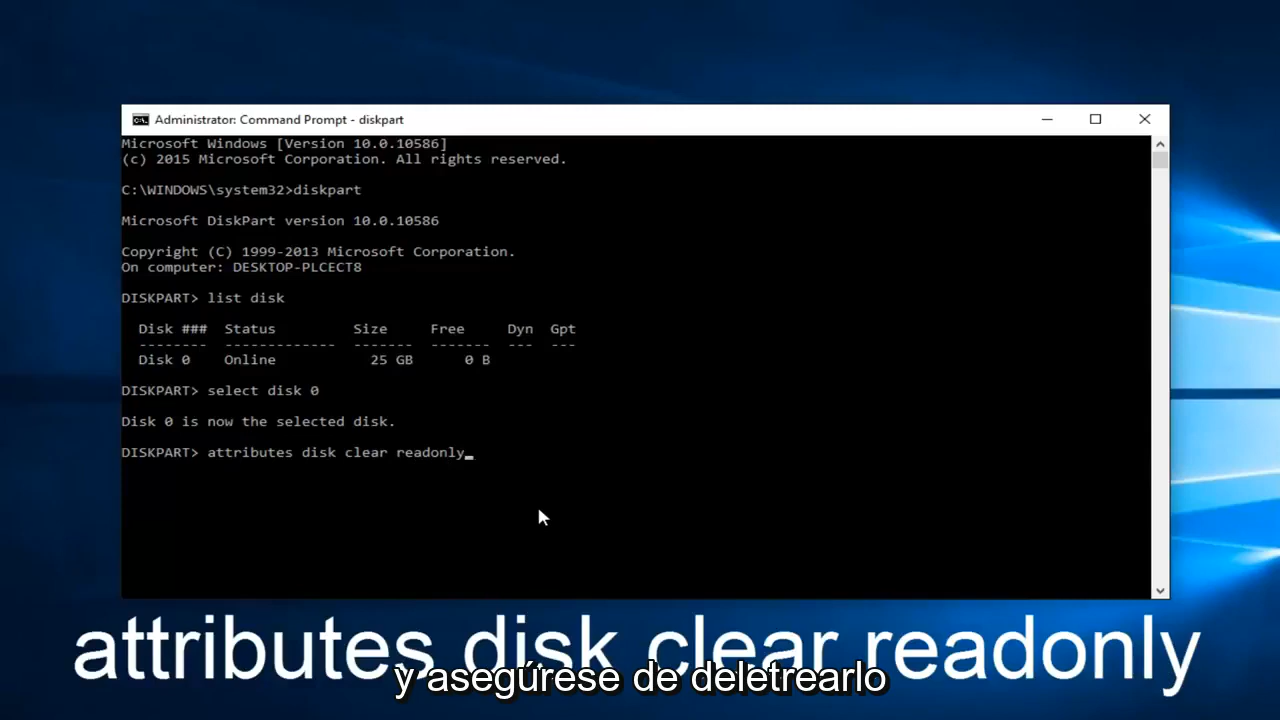 Administrator: Command Prompt - diskpart
Microsoft Windows [Version 10.0.10586]
(c) 2015 Microsoft Corporation. All rights reserved.
C:\WINDOWS\system32>diskpart
Microsoft DiskPart version 10.0.10586
Copyright (C) 1999-2013 Microsoft Corporation.
On computer: DESKTOP-PLCECT8
DISKPART> list disk
Disk ### Status Size Free Dyn Gpt
-------- ------------- ------- ------- --- ---
Disk 0 Online 25 GB 0 B
DISKPART> select disk 0
Disk 0 is now the selected disk.
DISKPART> attributes disk clear readonly_
attributes disk clear readonly
y asegúrese de deletrearlo